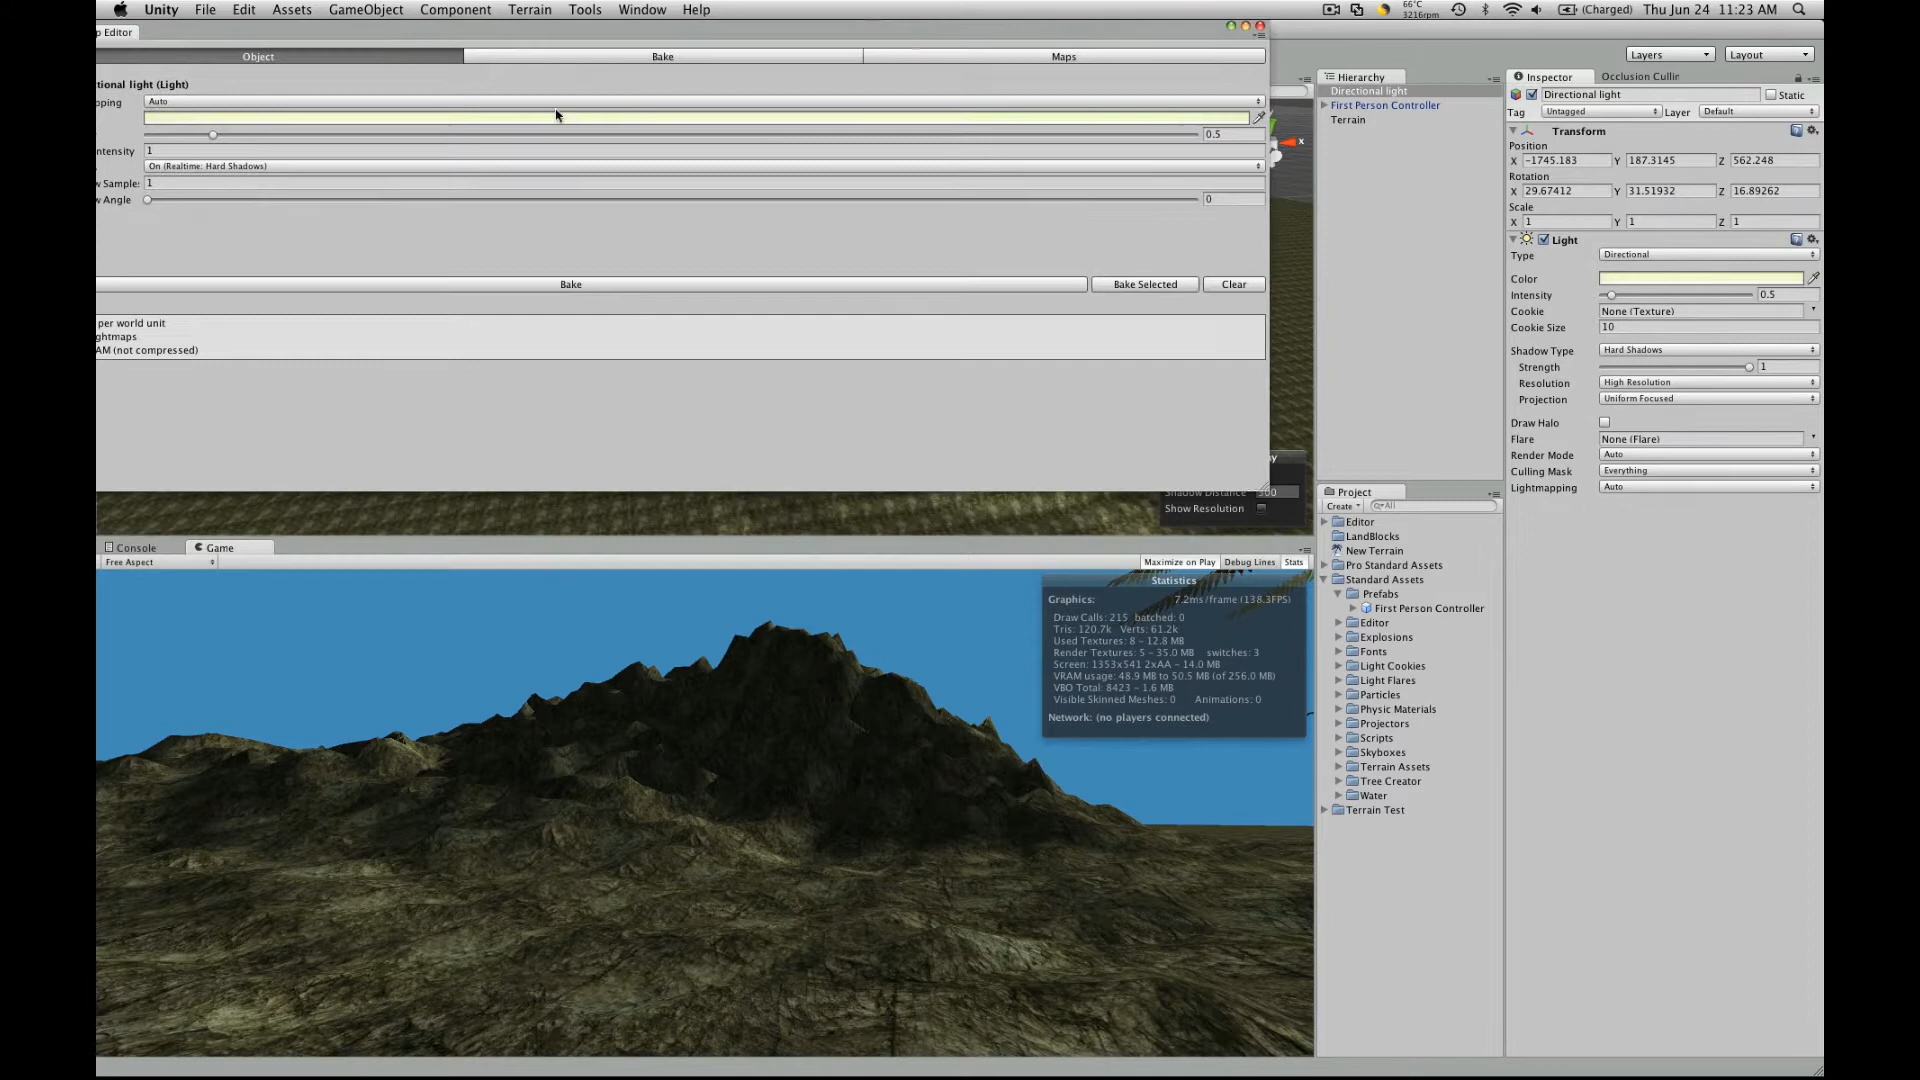 Unity File Edit Assets GameObject Component Terrain Tools Window Help
66°C
3216rpm
(Charged) Thu Jun 24 11:23 AM
p Editor
Object Bake Maps
ctional light (Light)
pping Auto
0.5
Intensity 1
On (Realtime: Hard Shadows)
w Sample: 1
w Angle 0
Bake Bake Selected Clear
per world unit
ghtmaps
AM (not compressed)
Shadow Distance 500
Show Resolution
Console Game
Free Aspect
Maximize on Play Debug Lines Stats
Statistics
Graphics: 7.2ms/frame (138.3FPS)
Draw Calls: 215 batched: 0
Tris: 120.7k Verts: 61.2k
Used Textures: 8 – 12.8 MB
Render Textures: 5 – 35.0 MB switches: 3
Screen: 1353x541 2xAA – 14.0 MB
VRAM usage: 48.9 MB to 50.5 MB (of 256.0 MB)
VBO Total: 8423 – 1.6 MB
Visible Skinned Meshes: 0 Animations: 0
Network: (no players connected)
x
Layers Layout
Hierarchy
Directional light
First Person Controller
Terrain
Project
Create All
Editor
LandBlocks
New Terrain
Pro Standard Assets
Standard Assets
Prefabs
First Person Controller
Editor
Explosions
Fonts
Light Cookies
Light Flares
Particles
Physic Materials
Projectors
Scripts
Skyboxes
Terrain Assets
Tree Creator
Water
Terrain Test
Inspector Occlusion Cullin
Directional light Static
Tag Untagged Layer Default
Transform
Position
X -1745.183 Y 187.3145 Z 562.248
Rotation
X 29.67412 Y 31.51932 Z 16.89262
Scale
X 1 Y 1 Z 1
Light
Type Directional
Color
Intensity 0.5
Cookie None (Texture)
Cookie Size 10
Shadow Type Hard Shadows
Strength 1
Resolution High Resolution
Projection Uniform Focused
Draw Halo
Flare None (Flare)
Render Mode Auto
Culling Mask Everything
Lightmapping Auto